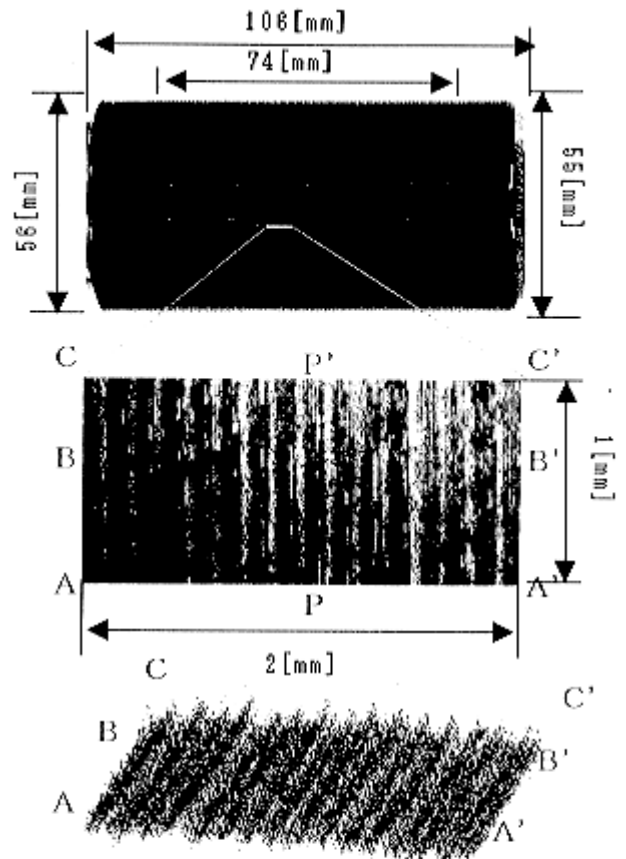 106[mm]
74[mm]
56[mm]
55[mm]
C P' C'
B B'
1[mm]
A P A'
2[mm]
C
C'
B
B'
A
A'